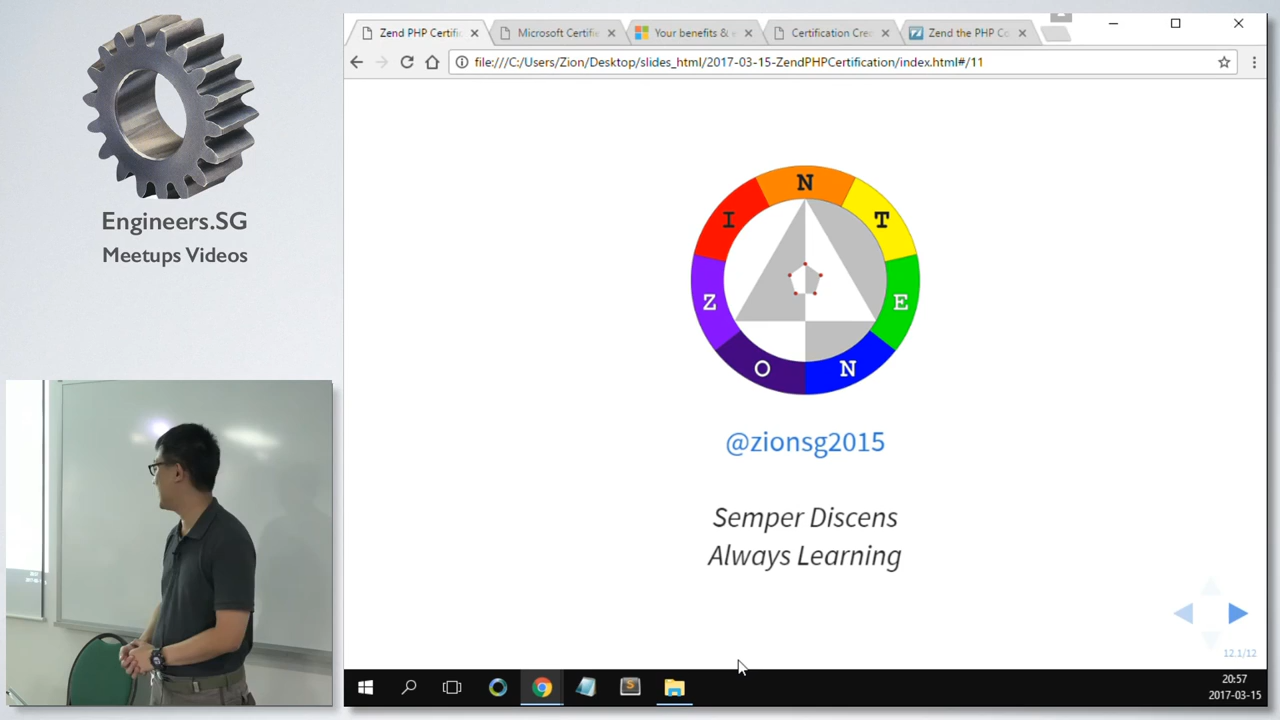 Engineers.SG
Meetups Videos
Zend PHP Certifi
Microsoft Certifie
Your benefits & e
Certification Cre
Zend the PHP Co
file:///C:/Users/Zion/Desktop/slides_html/2017-03-15-ZendPHPCertification/index.html#/11
Z I N T E N O
@zionsg2015
Semper Discens
Always Learning
12.1/12
S
20:57
2017-03-15